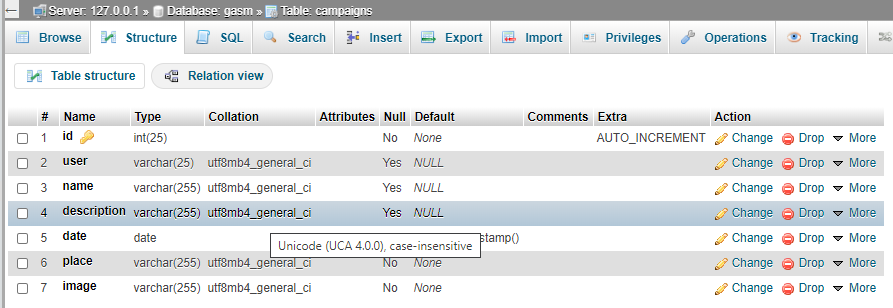 Server: 127.0.0.1 » Database: gasm » Table: campaigns
Browse Structure SQL Search Insert Export Import Privileges Operations Tracking
Table structure Relation view
# Name Type Collation Attributes Null Default Comments Extra Action
1 id int(25) No None AUTO_INCREMENT Change Drop More
2 user varchar(25) utf8mb4_general_ci Yes NULL Change Drop More
3 name varchar(255) utf8mb4_general_ci Yes NULL Change Drop More
4 description varchar(255) utf8mb4_general_ci Yes NULL Change Drop More
5 date date stamp() Change Drop More
Unicode (UCA 4.0.0), case-insensitive
6 place varchar(255) utf8mb4_general_ci No None Change Drop More
7 image varchar(255) utf8mb4_general_ci No None Change Drop More